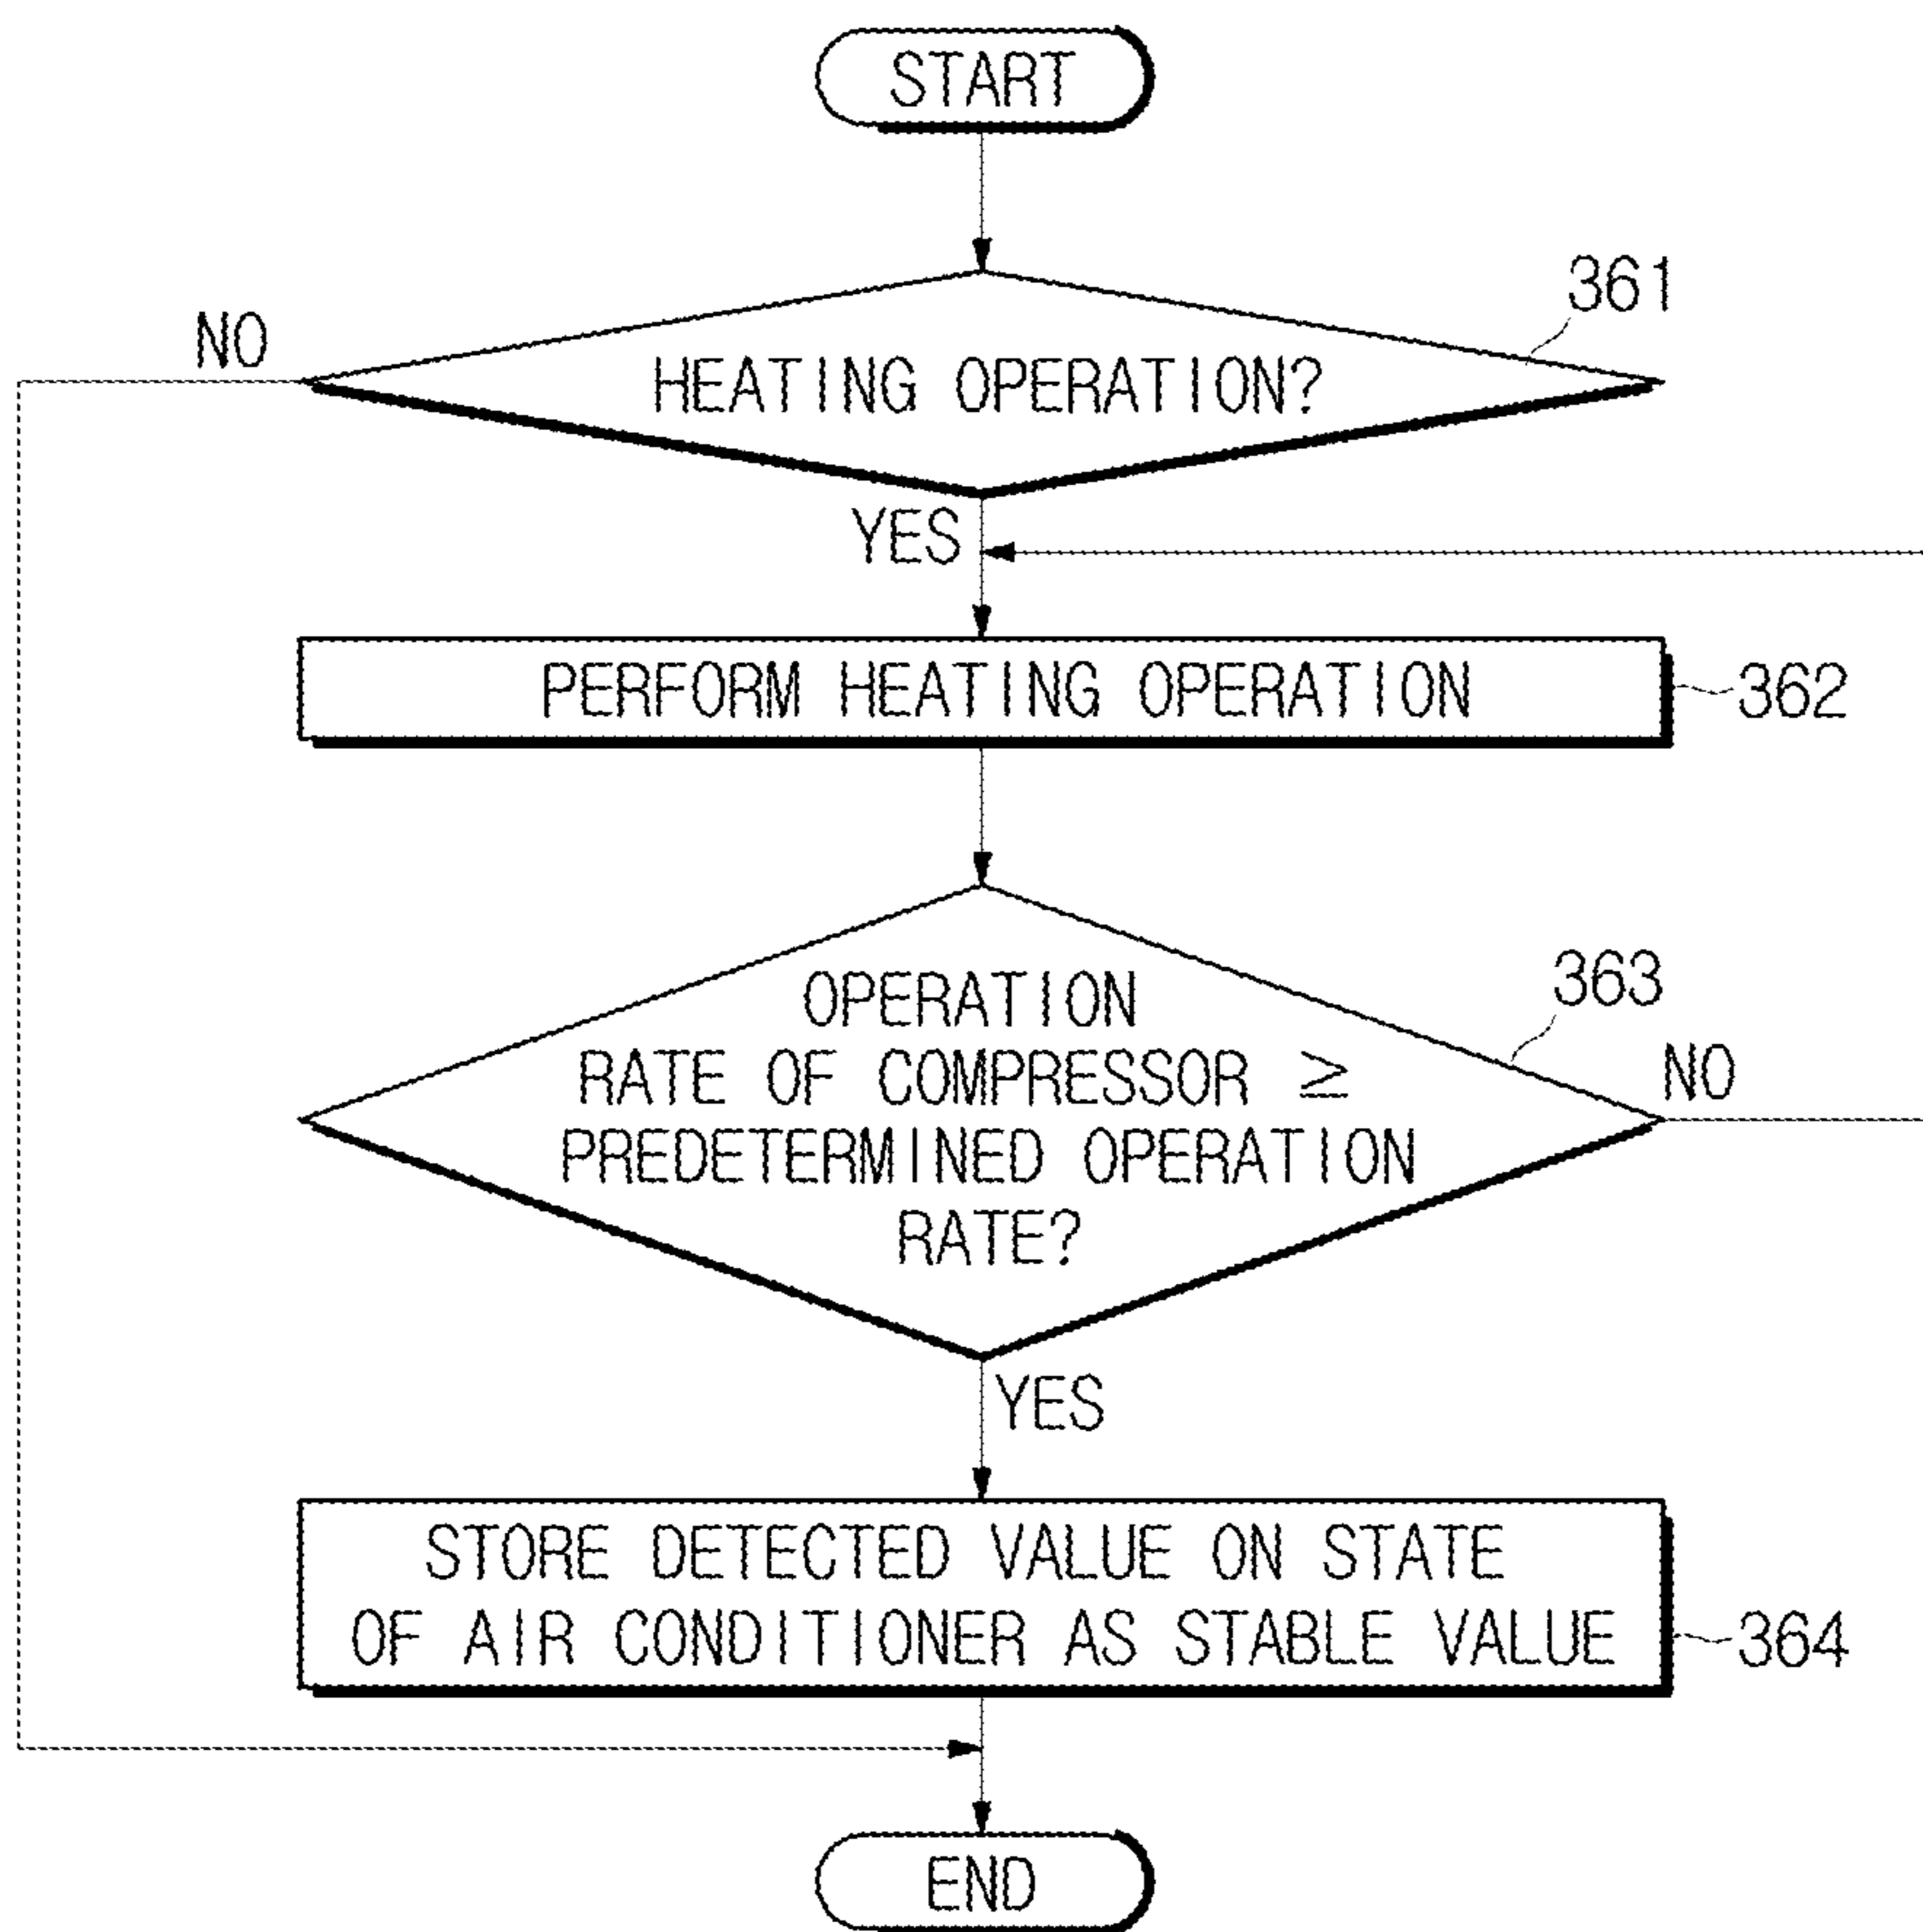 START
361
NO
HEATING OPERATION?
YES
PERFORM HEATING OPERATION
362
363
OPERATION
RATE OF COMPRESSOR ≥
NO
PREDETERMINED OPERATION
RATE?
YES
STORE DETECTED VALUE ON STATE
OF AIR CONDITIONER AS STABLE VALUE
364
END